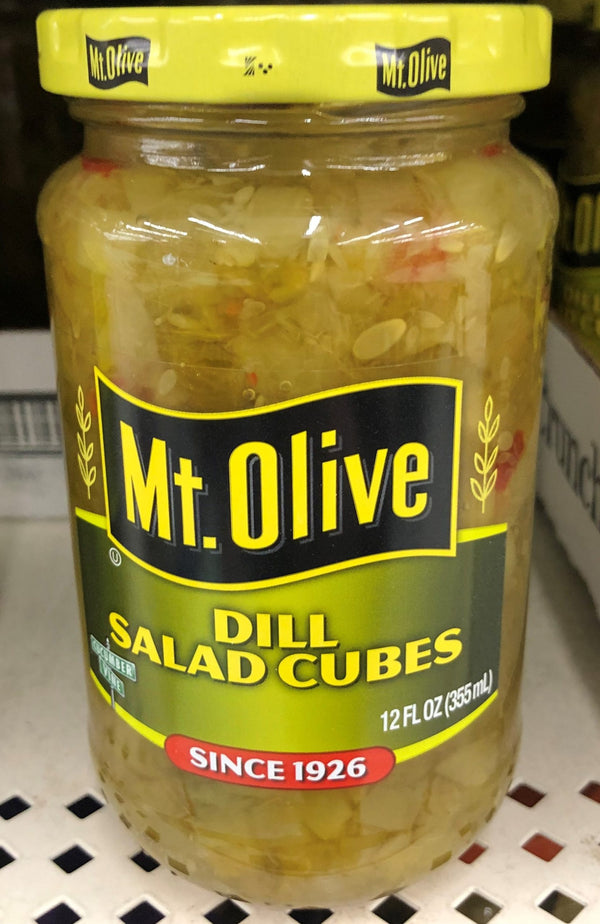 Mt.Olive
Mt.Olive
Mt. Olive
DILL
SALAD CUBES
CUCUMBER
VINE
12 FL OZ (355 mL)
SINCE 1926